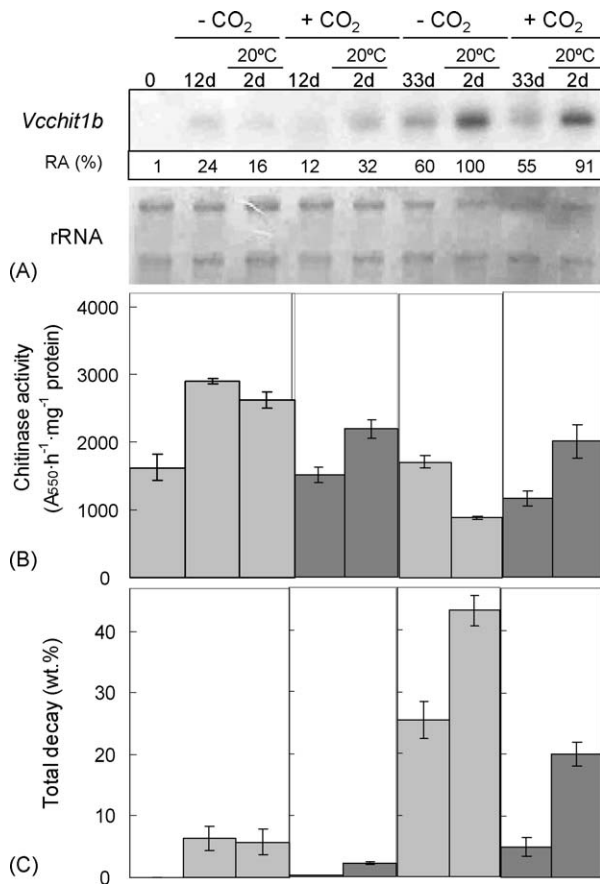 - CO2 + CO2 - CO2 + CO2
20ºC 20ºC 20ºC 20ºC
0 12d 2d 12d 2d 33d 2d 33d 2d
Vcchit1b
RA (%) 1 24 16 12 32 60 100 55 91
rRNA
(A)
4000
3000
2000
1000
0
Chitinase activity
(A550·h-1·mg-1 protein)
(B)
40
30
20
10
0
Total decay (wt.%)
(C)